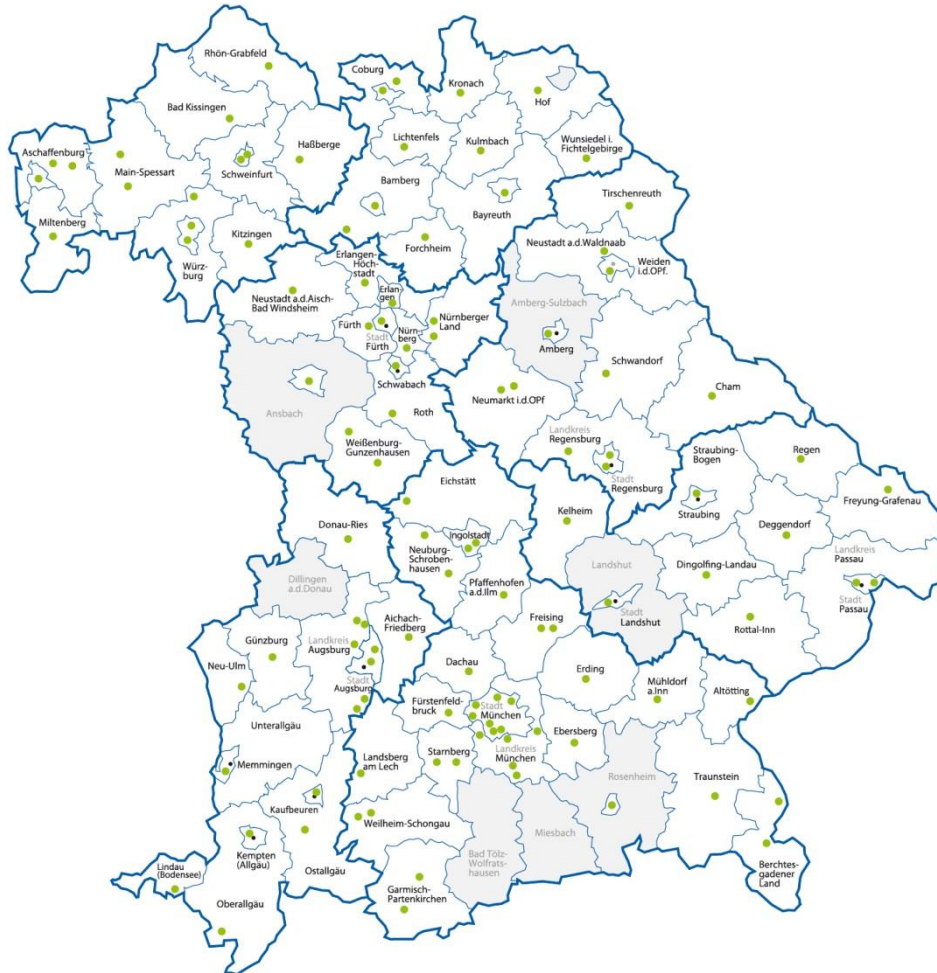 Rhön-Grabfeld
Coburg
Kronach
Hof
Bad Kissingen
Lichtenfels
Kulmbach
Wunsiedel i.
Fichtelgebirge
Aschaffenburg
Main-Spessart
Schweinfurt
Haßberge
Bamberg
Bayreuth
Tirschenreuth
Miltenberg
Würz-
burg
Kitzingen
Forchheim
Neustadt a.d.Waldnaab
Weiden
i.d.OPf.
Erlangen-
Höch-
stadt
Erlan-
gen
Neustadt a.d.Aisch-
Bad Windsheim
Fürth
Stadt
Fürth
Nürn-
berg
Nürnberger
Land
Amberg-Sulzbach
Amberg
Schwandorf
Schwabach
Ansbach
Roth
Neumarkt i.d.OPf
Cham
Weißenburg-
Gunzenhausen
Landkreis
Regensburg
Stadt
Regensburg
Straubing-
Bogen
Regen
Eichstätt
Straubing
Freyung-Grafenau
Donau-Ries
Kelheim
Deggendorf
Ingolstadt
Neuburg-
Schroben-
hausen
Landkreis
Passau
Stadt
Passau
Dillingen
a.d.Donau
Landshut
Dingolfing-Landau
Pfaffenhofen
a.d.Ilm
Stadt
Landshut
Rottal-Inn
Aichach-
Friedberg
Freising
Günzburg
Landkreis
Augsburg
Neu-Ulm
Stadt
Augsburg
Dachau
Erding
Mühldorf
a.Inn
Altötting
Fürstenfeld-
bruck
Stadt
München
Unterallgäu
Landsberg
am Lech
Starnberg
Landkreis
München
Ebersberg
Memmingen
Rosenheim
Traunstein
Kaufbeuren
Weilheim-Schongau
Bad Tölz-
Wolfrats-
hausen
Miesbach
Kempten
(Allgäu)
Lindau
(Bodensee)
Ostallgäu
Berchtes-
gadener
Land
Oberallgäu
Garmisch-
Partenkirchen